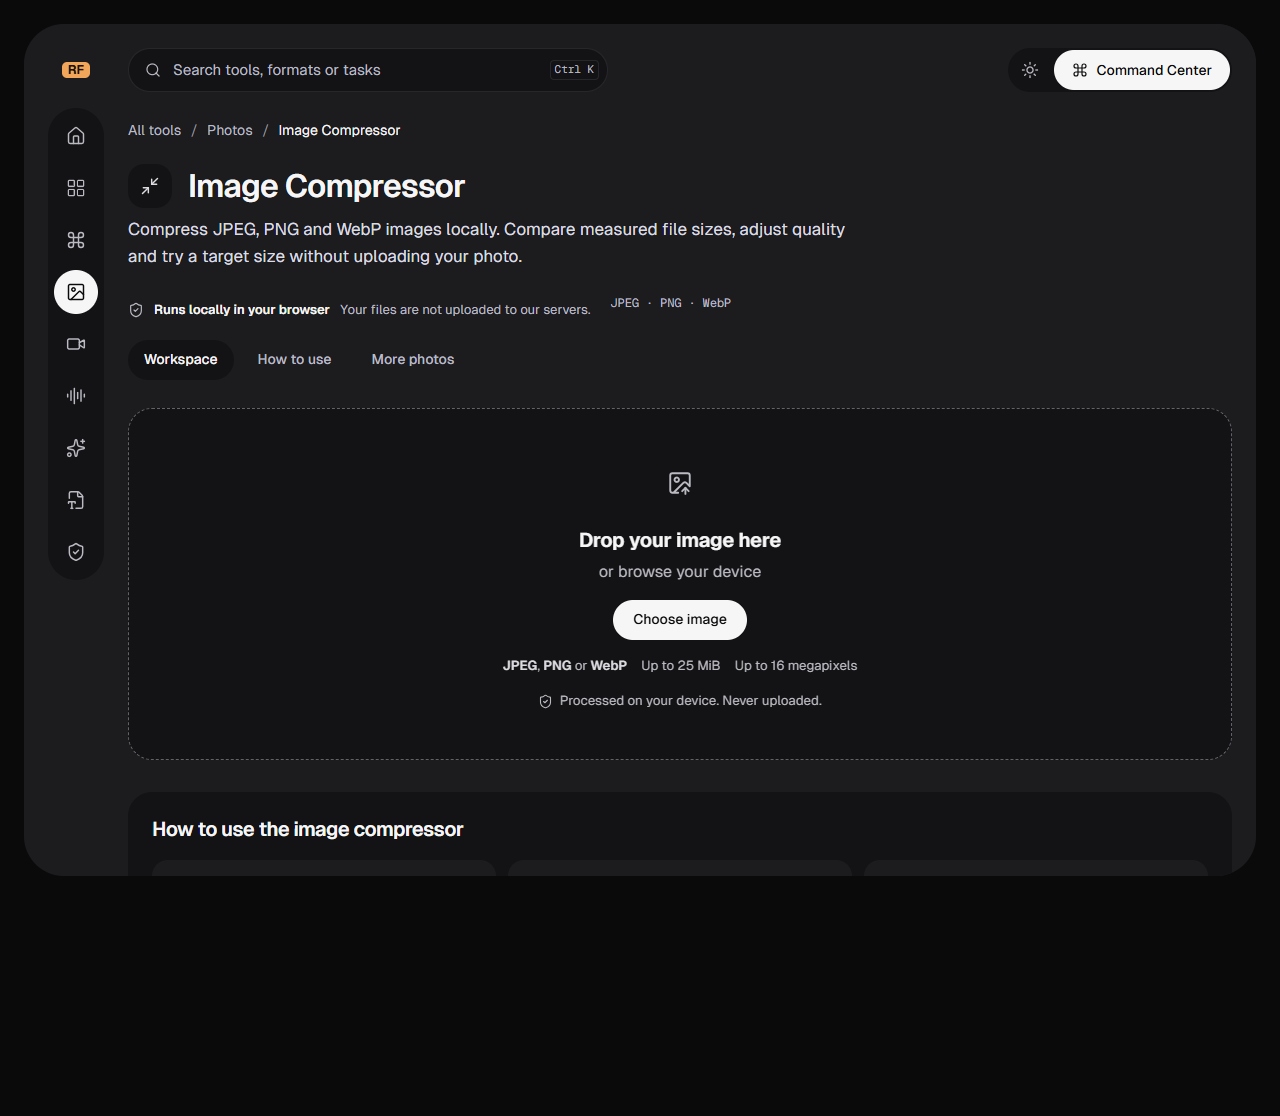 RF
Search tools, formats or tasks
Ctrl K
Command Center
All tools / Photos / Image Compressor
Image Compressor
Compress JPEG, PNG and WebP images locally. Compare measured file sizes, adjust quality
and try a target size without uploading your photo.
Runs locally in your browser Your files are not uploaded to our servers.
JPEG · PNG · WebP
Workspace
How to use
More photos
Drop your image here
or browse your device
Choose image
JPEG, PNG or WebP Up to 25 MiB Up to 16 megapixels
Processed on your device. Never uploaded.
How to use the image compressor